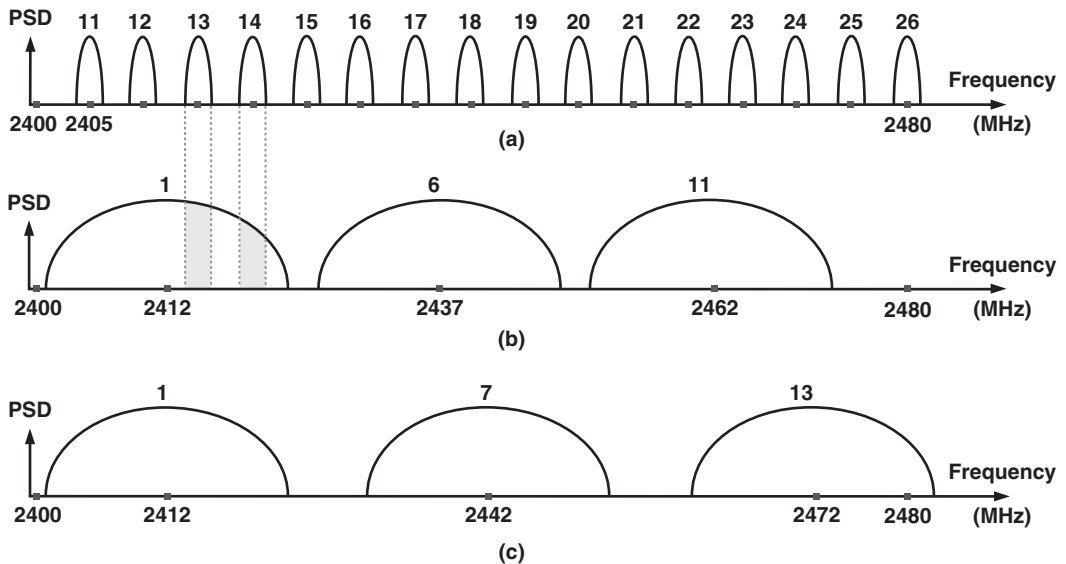 PSD 11 12 13 14 15 16 17 18 19 20 21 22 23 24 25 26
Frequency
2400 2405 2480 (MHz)
(a)
1 6 11
PSD
Frequency
2400 2412 2437 2462 2480 (MHz)
(b)
1 7 13
PSD
Frequency
2400 2412 2442 2472 2480 (MHz)
(c)